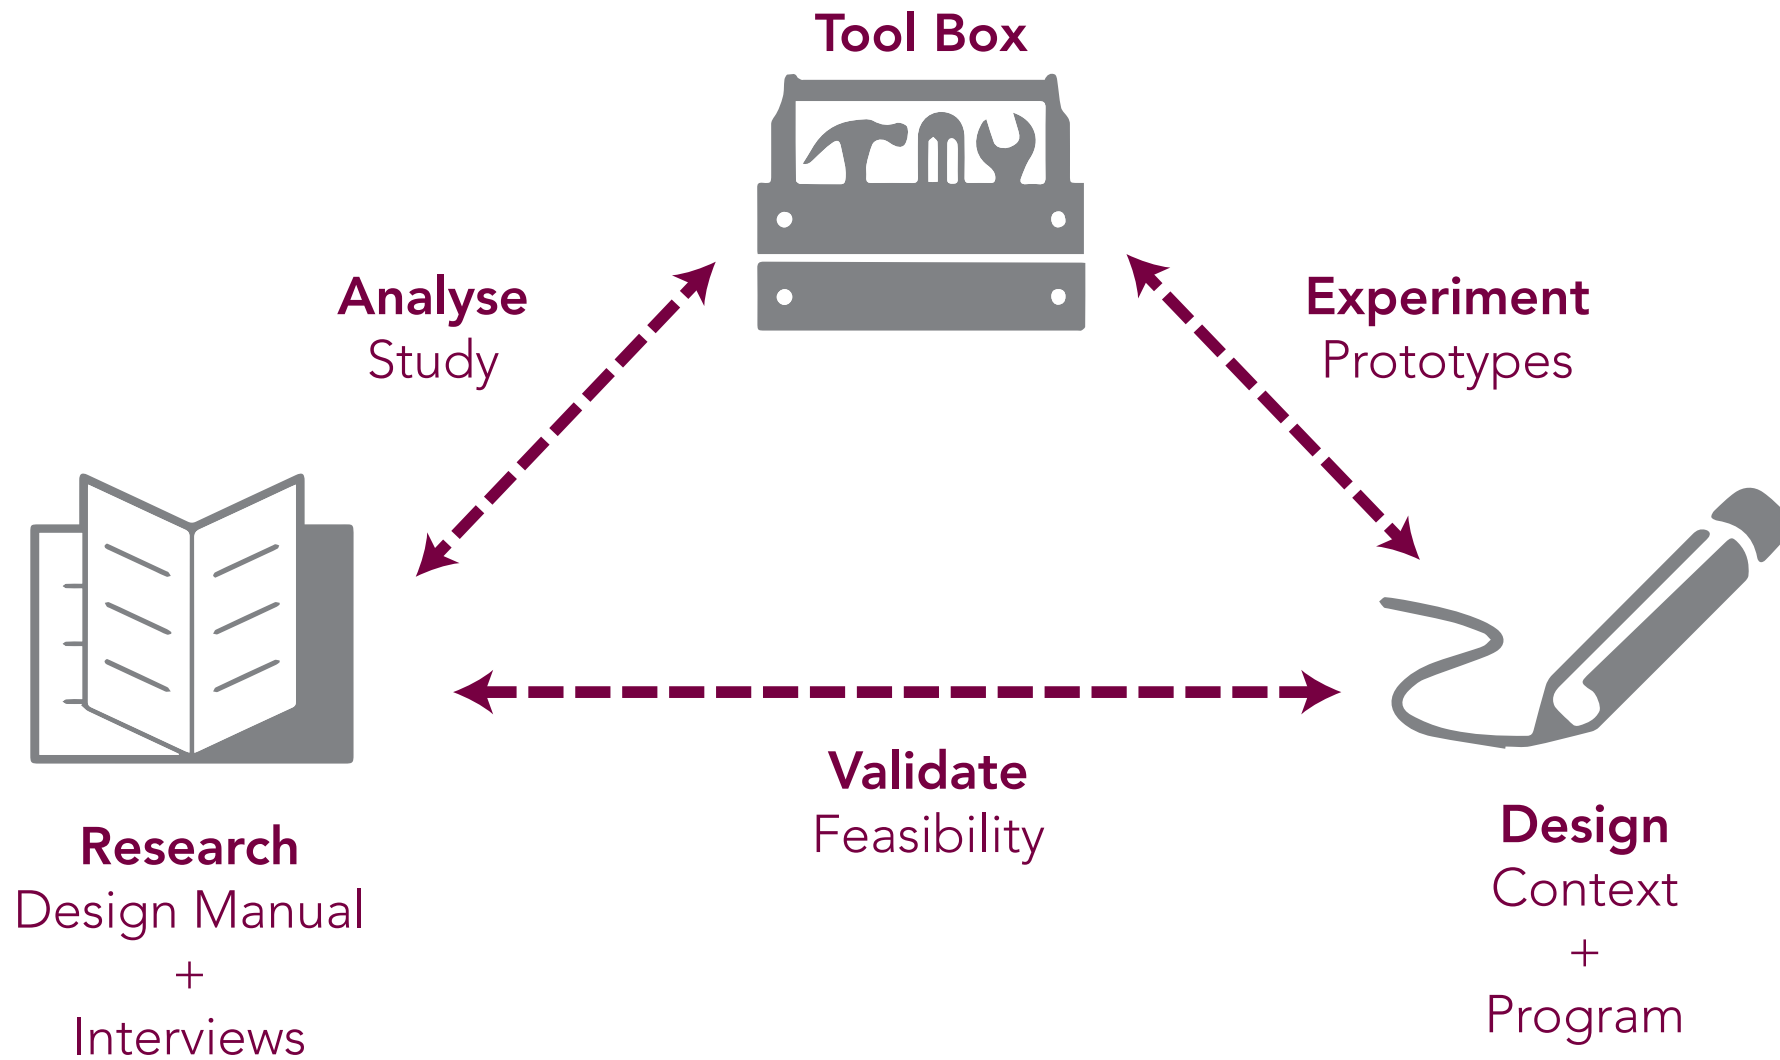 Tool Box
Analyse
Study
Experiment
Prototypes
Validate
Feasibility
Research
Design Manual
+
Interviews
Design
Context
+
Program